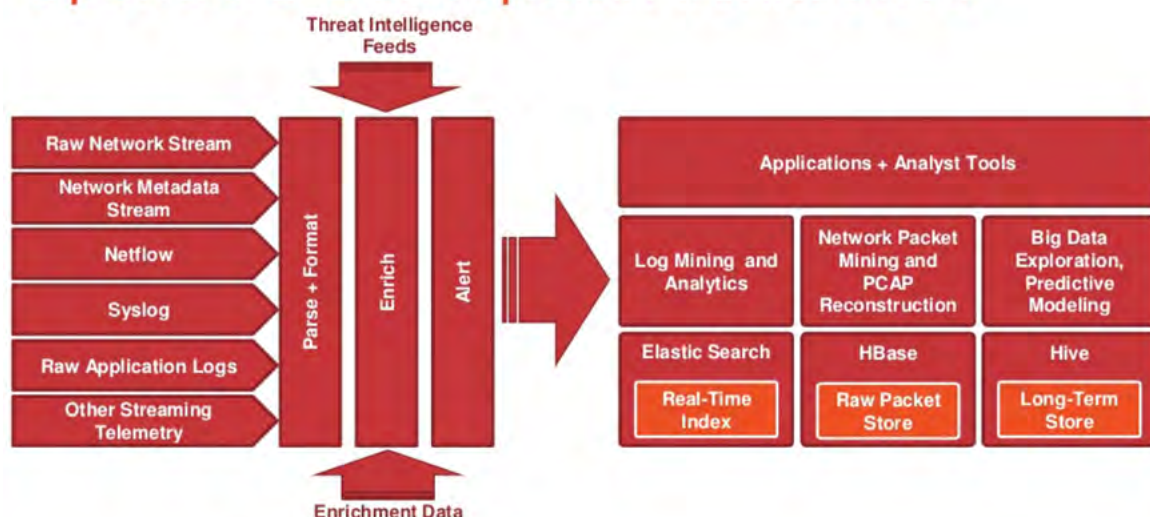 Threat Intelligence
Feeds
Raw Network Stream
Network Metadata
Stream
Netflow
Syslog
Raw Application Logs
Other Streaming
Telemetry
Parse + Format
Enrich
Alert
Enrichment Data
Applications + Analyst Tools
Log Mining and
Analytics
Network Packet
Mining and
PCAP
Reconstruction
Big Data
Exploration,
Predictive
Modeling
Elastic Search
Real-Time
Index
HBase
Raw Packet
Store
Hive
Long-Term
Store